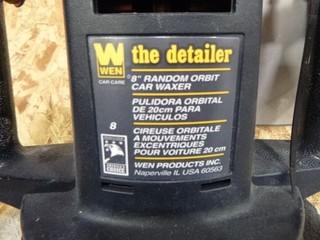 W
WEN
CAR CARE
the detailer
8" RANDOM ORBIT
CAR WAXER
PULIDORA ORBITAL
DE 20cm PARA
VEHICULOS
8
CIREUSE ORBITALE
A MOUVEMENTS
EXCENTRIQUES
POUR VOITURE 20 cm
WEN PRODUCTS INC.
Naperville IL USA 60563